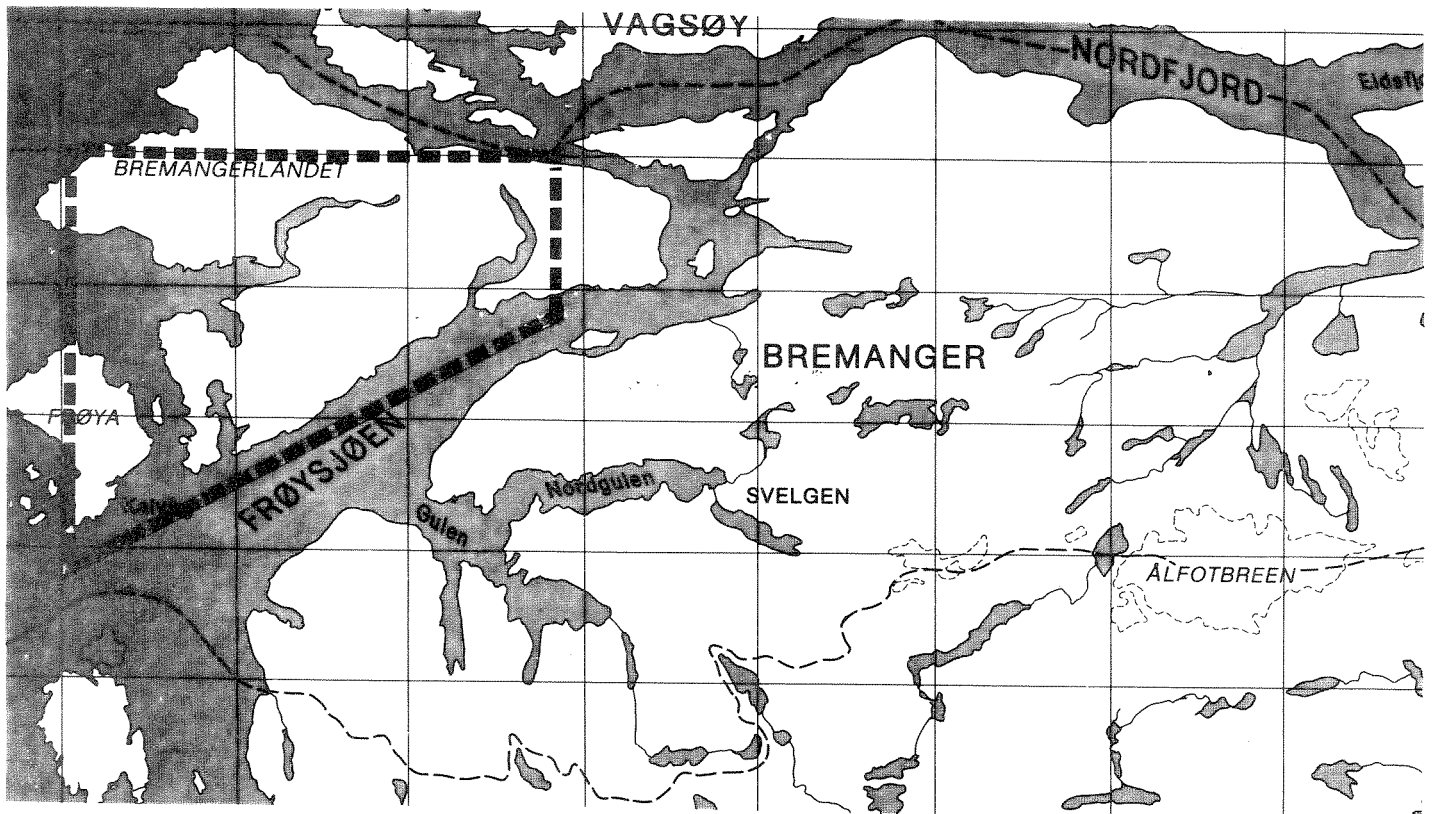 VAGSØY
NORDFJORD
BREMANGERLANDET
BREMANGER
FRØYA
FRØYSJØEN
Nordgulen
SVELGEN
Gulen
ÅLFOTBREEN